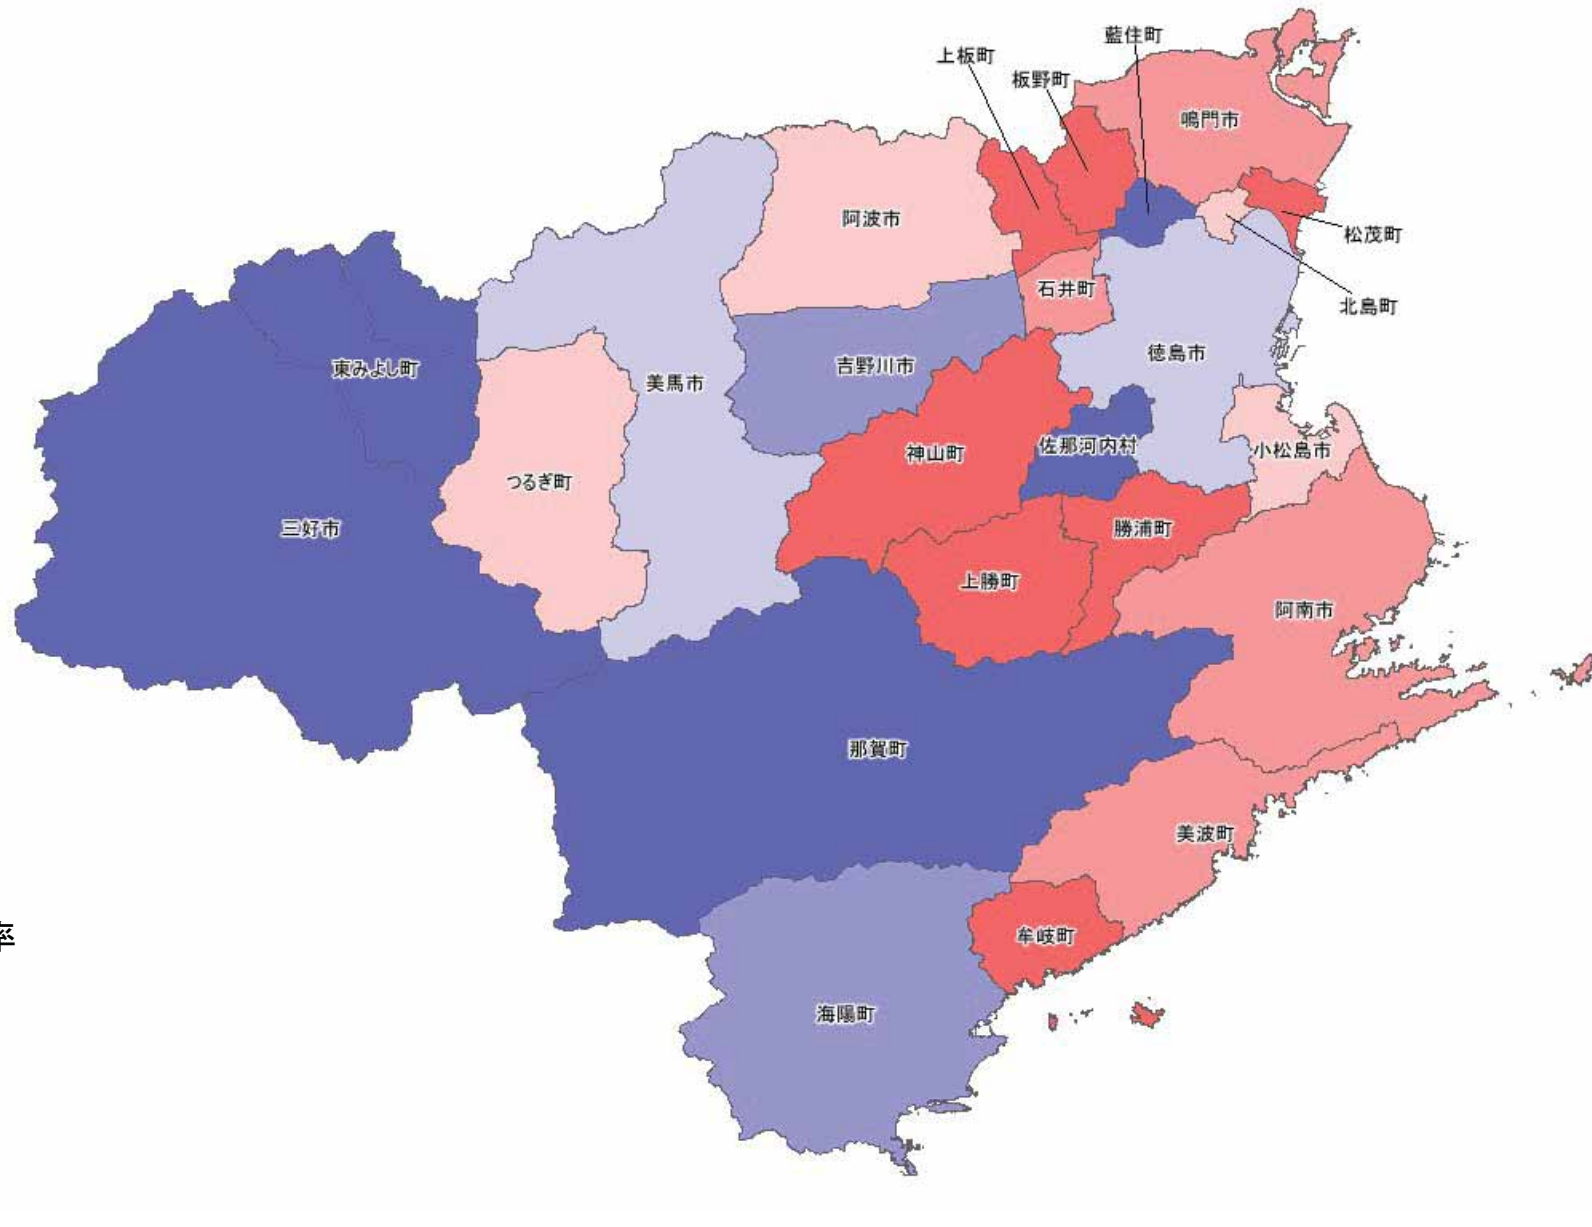 藍住町
上板町
板野町
鳴門市
阿波市
松茂町
石井町
北島町
徳島市
吉野川市
東みよし町
美馬市
佐那河内村
小松島市
神山町
つるぎ町
三好市
勝浦町
上勝町
阿南市
那賀町
美波町
牟岐町
率
海陽町